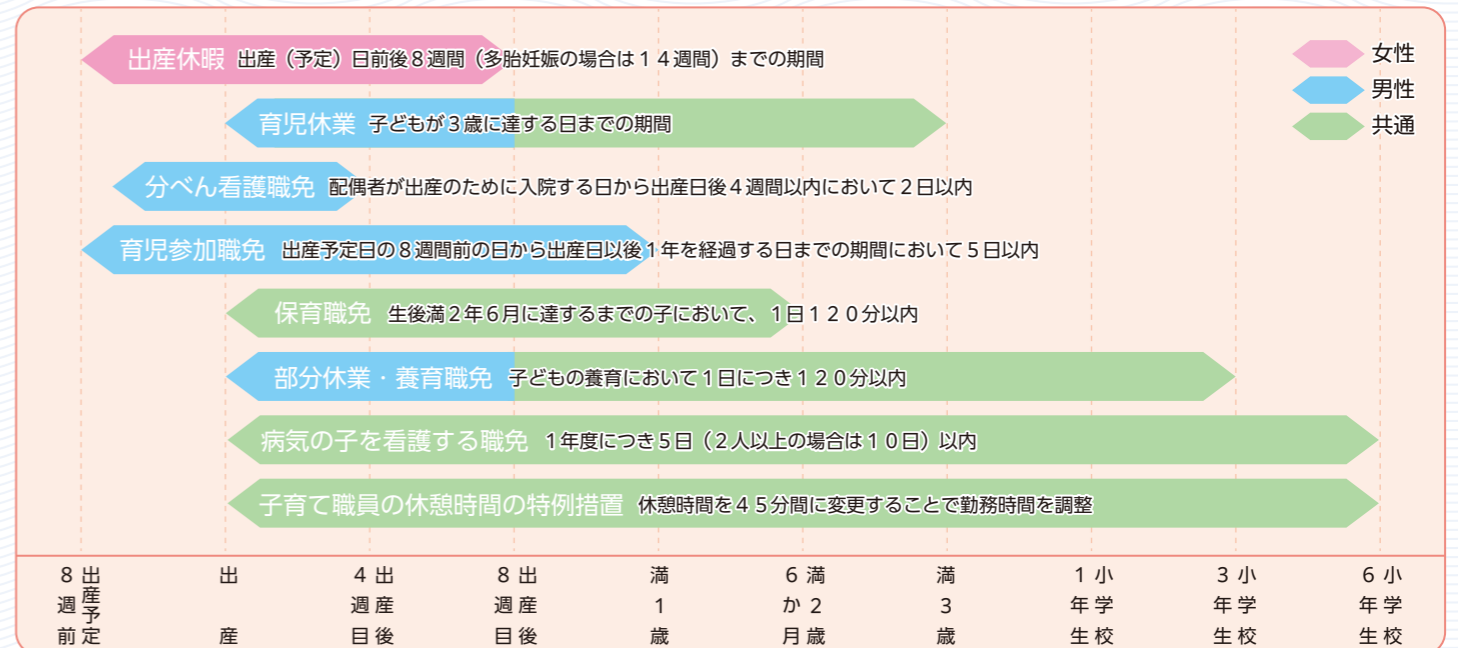 出産休暇 出産（予定）日前後８週間（多胎妊娠の場合は１４週間）までの期間
女性
男性
共通
育児休業 子どもが３歳に達する日までの期間
分べん看護職免 配偶者が出産のために入院する日から出産日後４週間以内において２日以内
育児参加職免 出産予定日の８週間前の日から出産日以後１年を経過する日までの期間において５日以内
保育職免 生後満２年６月に達するまでの子において、１日１２０分以内
部分休業・養育職免 子どもの養育において１日につき１２０分以内
病気の子を看護する職免 １年度につき５日（２人以上の場合は１０日）以内
子育て職員の休憩時間の特例措置 休憩時間を４５分間に変更することで勤務時間を調整
出産予定
８週前
出産
出産後
４週目
出産後
８週目
満１歳
満２歳
６か月
満３歳
小学校
１年生
小学校
３年生
小学校
６年生